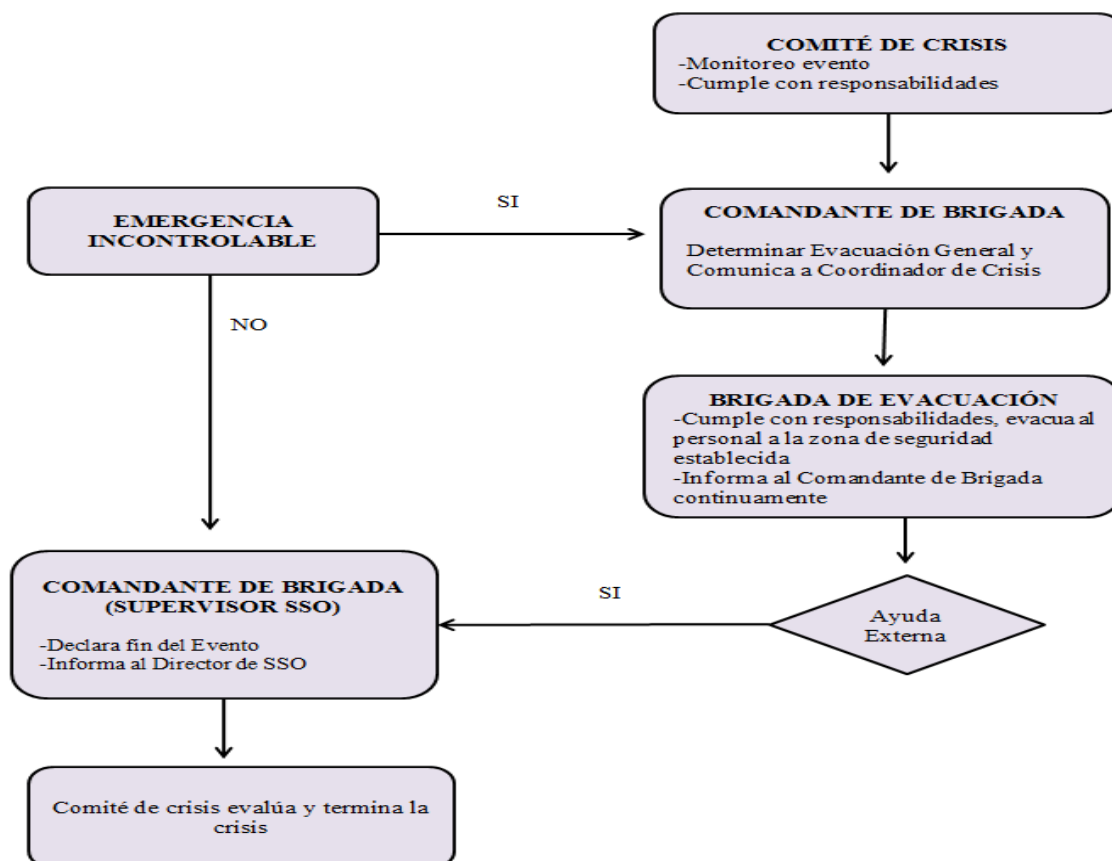 COMITÉ DE CRISIS
-Monitoreo evento
-Cumple con responsabilidades
EMERGENCIA
INCONTROLABLE
SI
COMANDANTE DE BRIGADA
Determinar Evacuación General y
Comunica a Coordinador de Crisis
NO
BRIGADA DE EVACUACIÓN
-Cumple con responsabilidades, evacua al
personal a la zona de seguridad
establecida
-Informa al Comandante de Brigada
continuamente
COMANDANTE DE BRIGADA
(SUPERVISOR SSO)
-Declara fin del Evento
-Informa al Director de SSO
SI
Ayuda
Externa
Comité de crisis evalúa y termina la
crisis